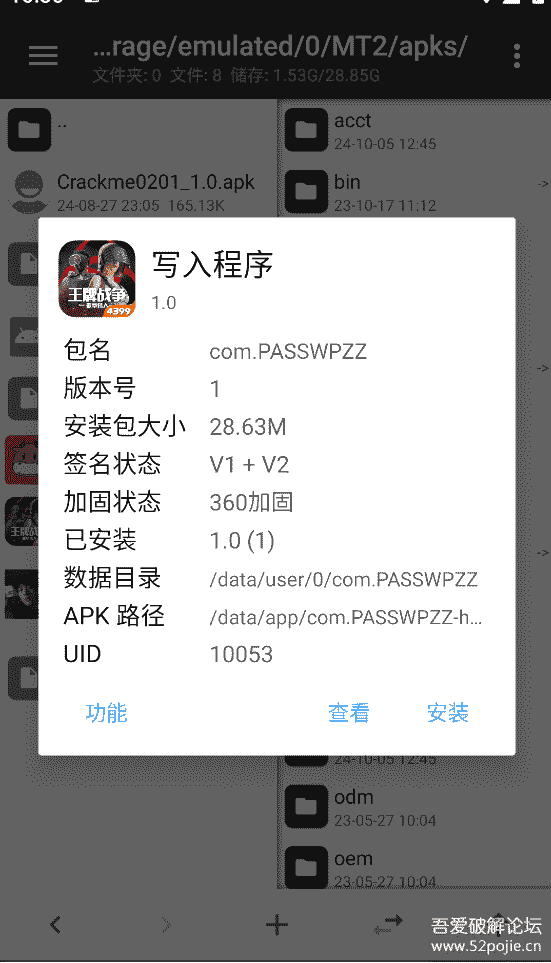 …rage/emulated/0/MT2/apks/
文件夹: 0 文件: 8 储存: 1.53G/28.85G
..
acct
24-10-05 12:45
Crackme0201_1.0.apk
24-08-27 23:05 165.13K
bin
23-10-17 11:12
->
王牌战争
4399
写入程序
1.0
包名 com.PASSWPZZ
版本号 1
安装包大小 28.63M
签名状态 V1 + V2
加固状态 360加固
已安装 1.0 (1)
数据目录 /data/user/0/com.PASSWPZZ
APK 路径 /data/app/com.PASSWPZZ-h…
UID 10053
功能 查看 安装
->
->
24-10-05 12:45
odm
23-05-27 10:04
oem
23-05-27 10:04
吾爱破解论坛
www.52pojie.cn